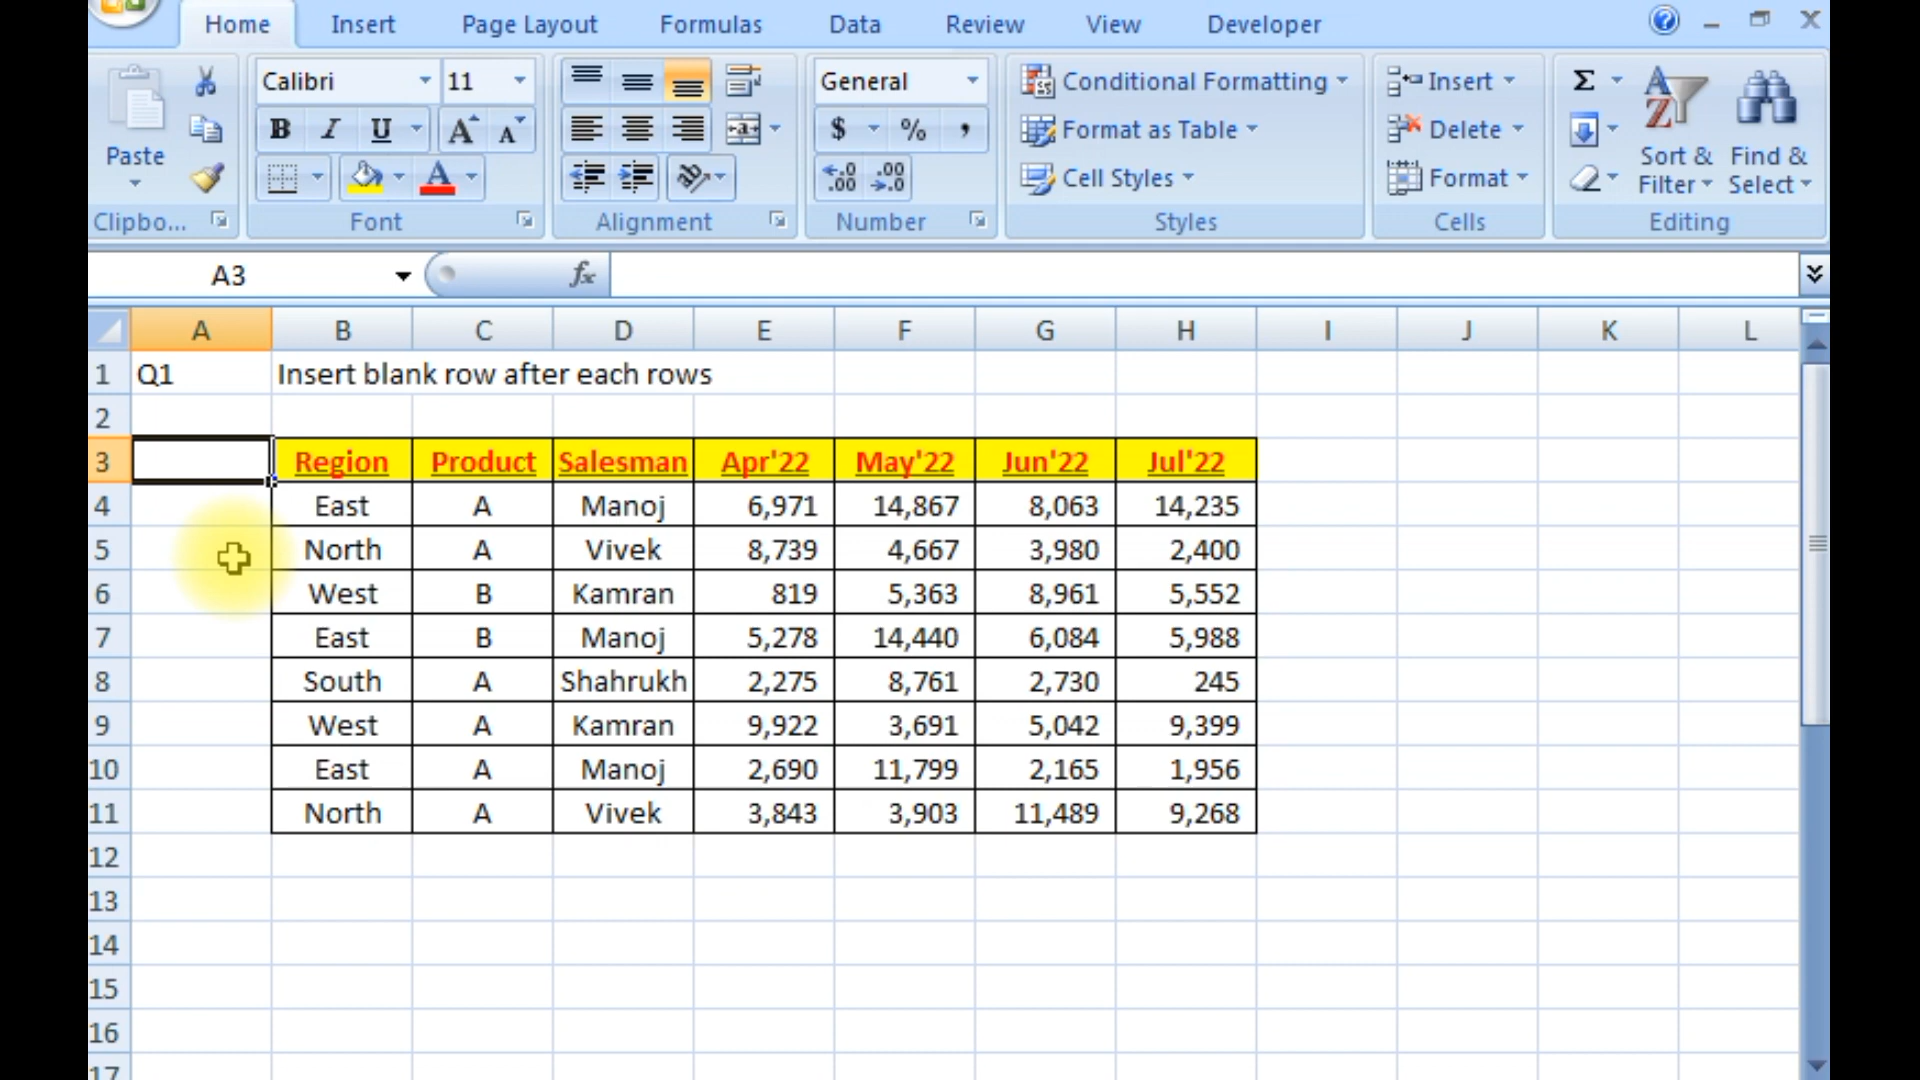 Home Insert Page Layout Formulas Data Review View Developer
Calibri 11 General Conditional Formatting Insert
Σ
B I U A A $ % , Format as Table Delete
Paste Sort & Filter Find & Select
A .0 .00 .00 .0 Cell Styles Format
Clipbo... Font Alignment Number Styles Cells Editing
A3 fx
A B C D E F G H I J K L
1 Q1 Insert blank row after each rows
2
3 Region Product Salesman Apr'22 May'22 Jun'22 Jul'22
4 East A Manoj 6,971 14,867 8,063 14,235
5 North A Vivek 8,739 4,667 3,980 2,400
6 West B Kamran 819 5,363 8,961 5,552
7 East B Manoj 5,278 14,440 6,084 5,988
8 South A Shahrukh 2,275 8,761 2,730 245
9 West A Kamran 9,922 3,691 5,042 9,399
10 East A Manoj 2,690 11,799 2,165 1,956
11 North A Vivek 3,843 3,903 11,489 9,268
12
13
14
15
16
17